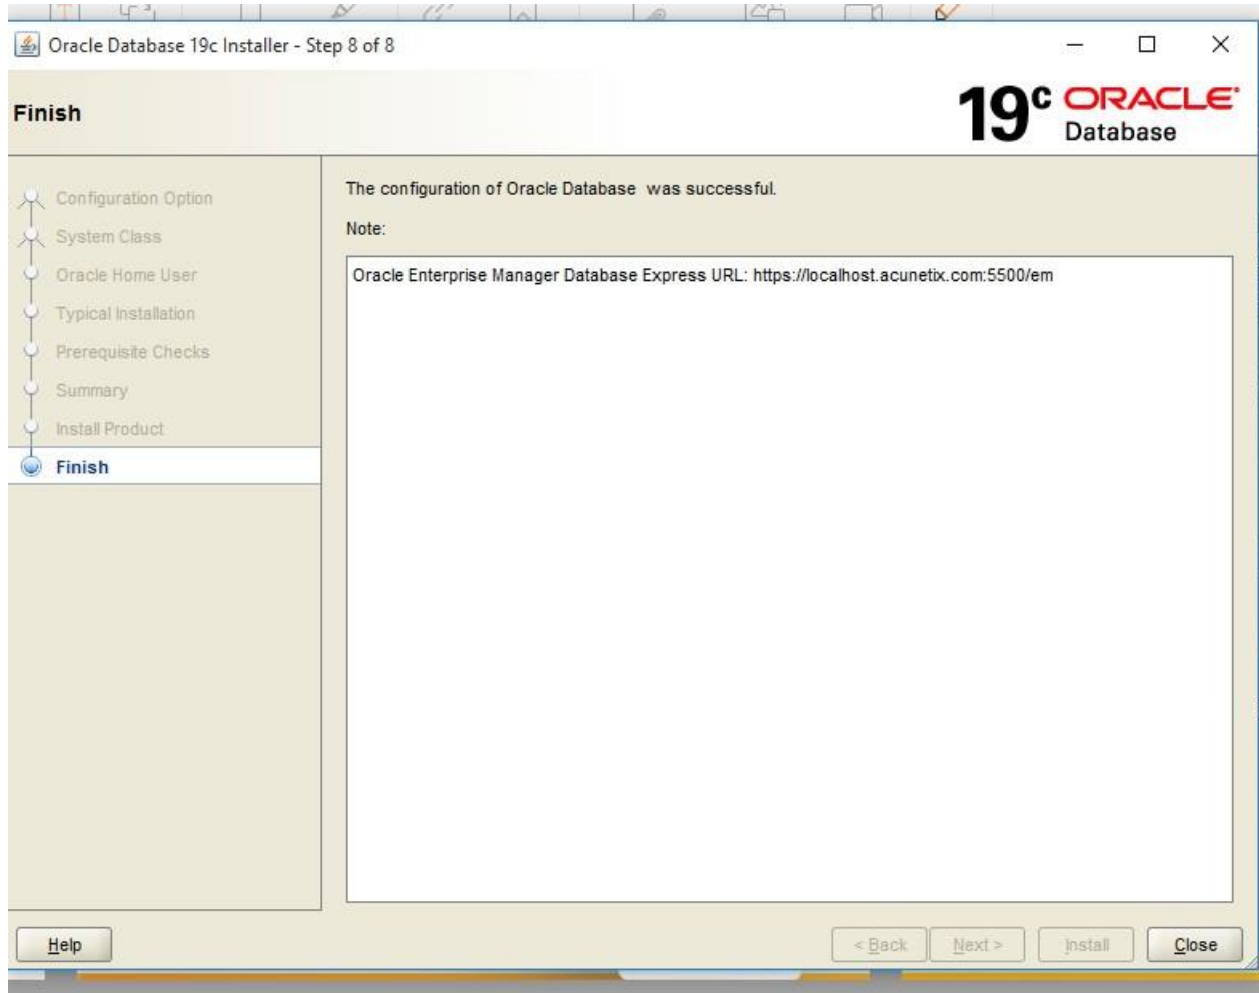 Oracle Database 19c Installer - Step 8 of 8
Finish
19c ORACLE
Database
Configuration Option
System Class
Oracle Home User
Typical Installation
Prerequisite Checks
Summary
Install Product
Finish
The configuration of Oracle Database  was successful.
Note:
Oracle Enterprise Manager Database Express URL: https://localhost.acunetix.com:5500/em
Help
< Back
Next >
Install
Close